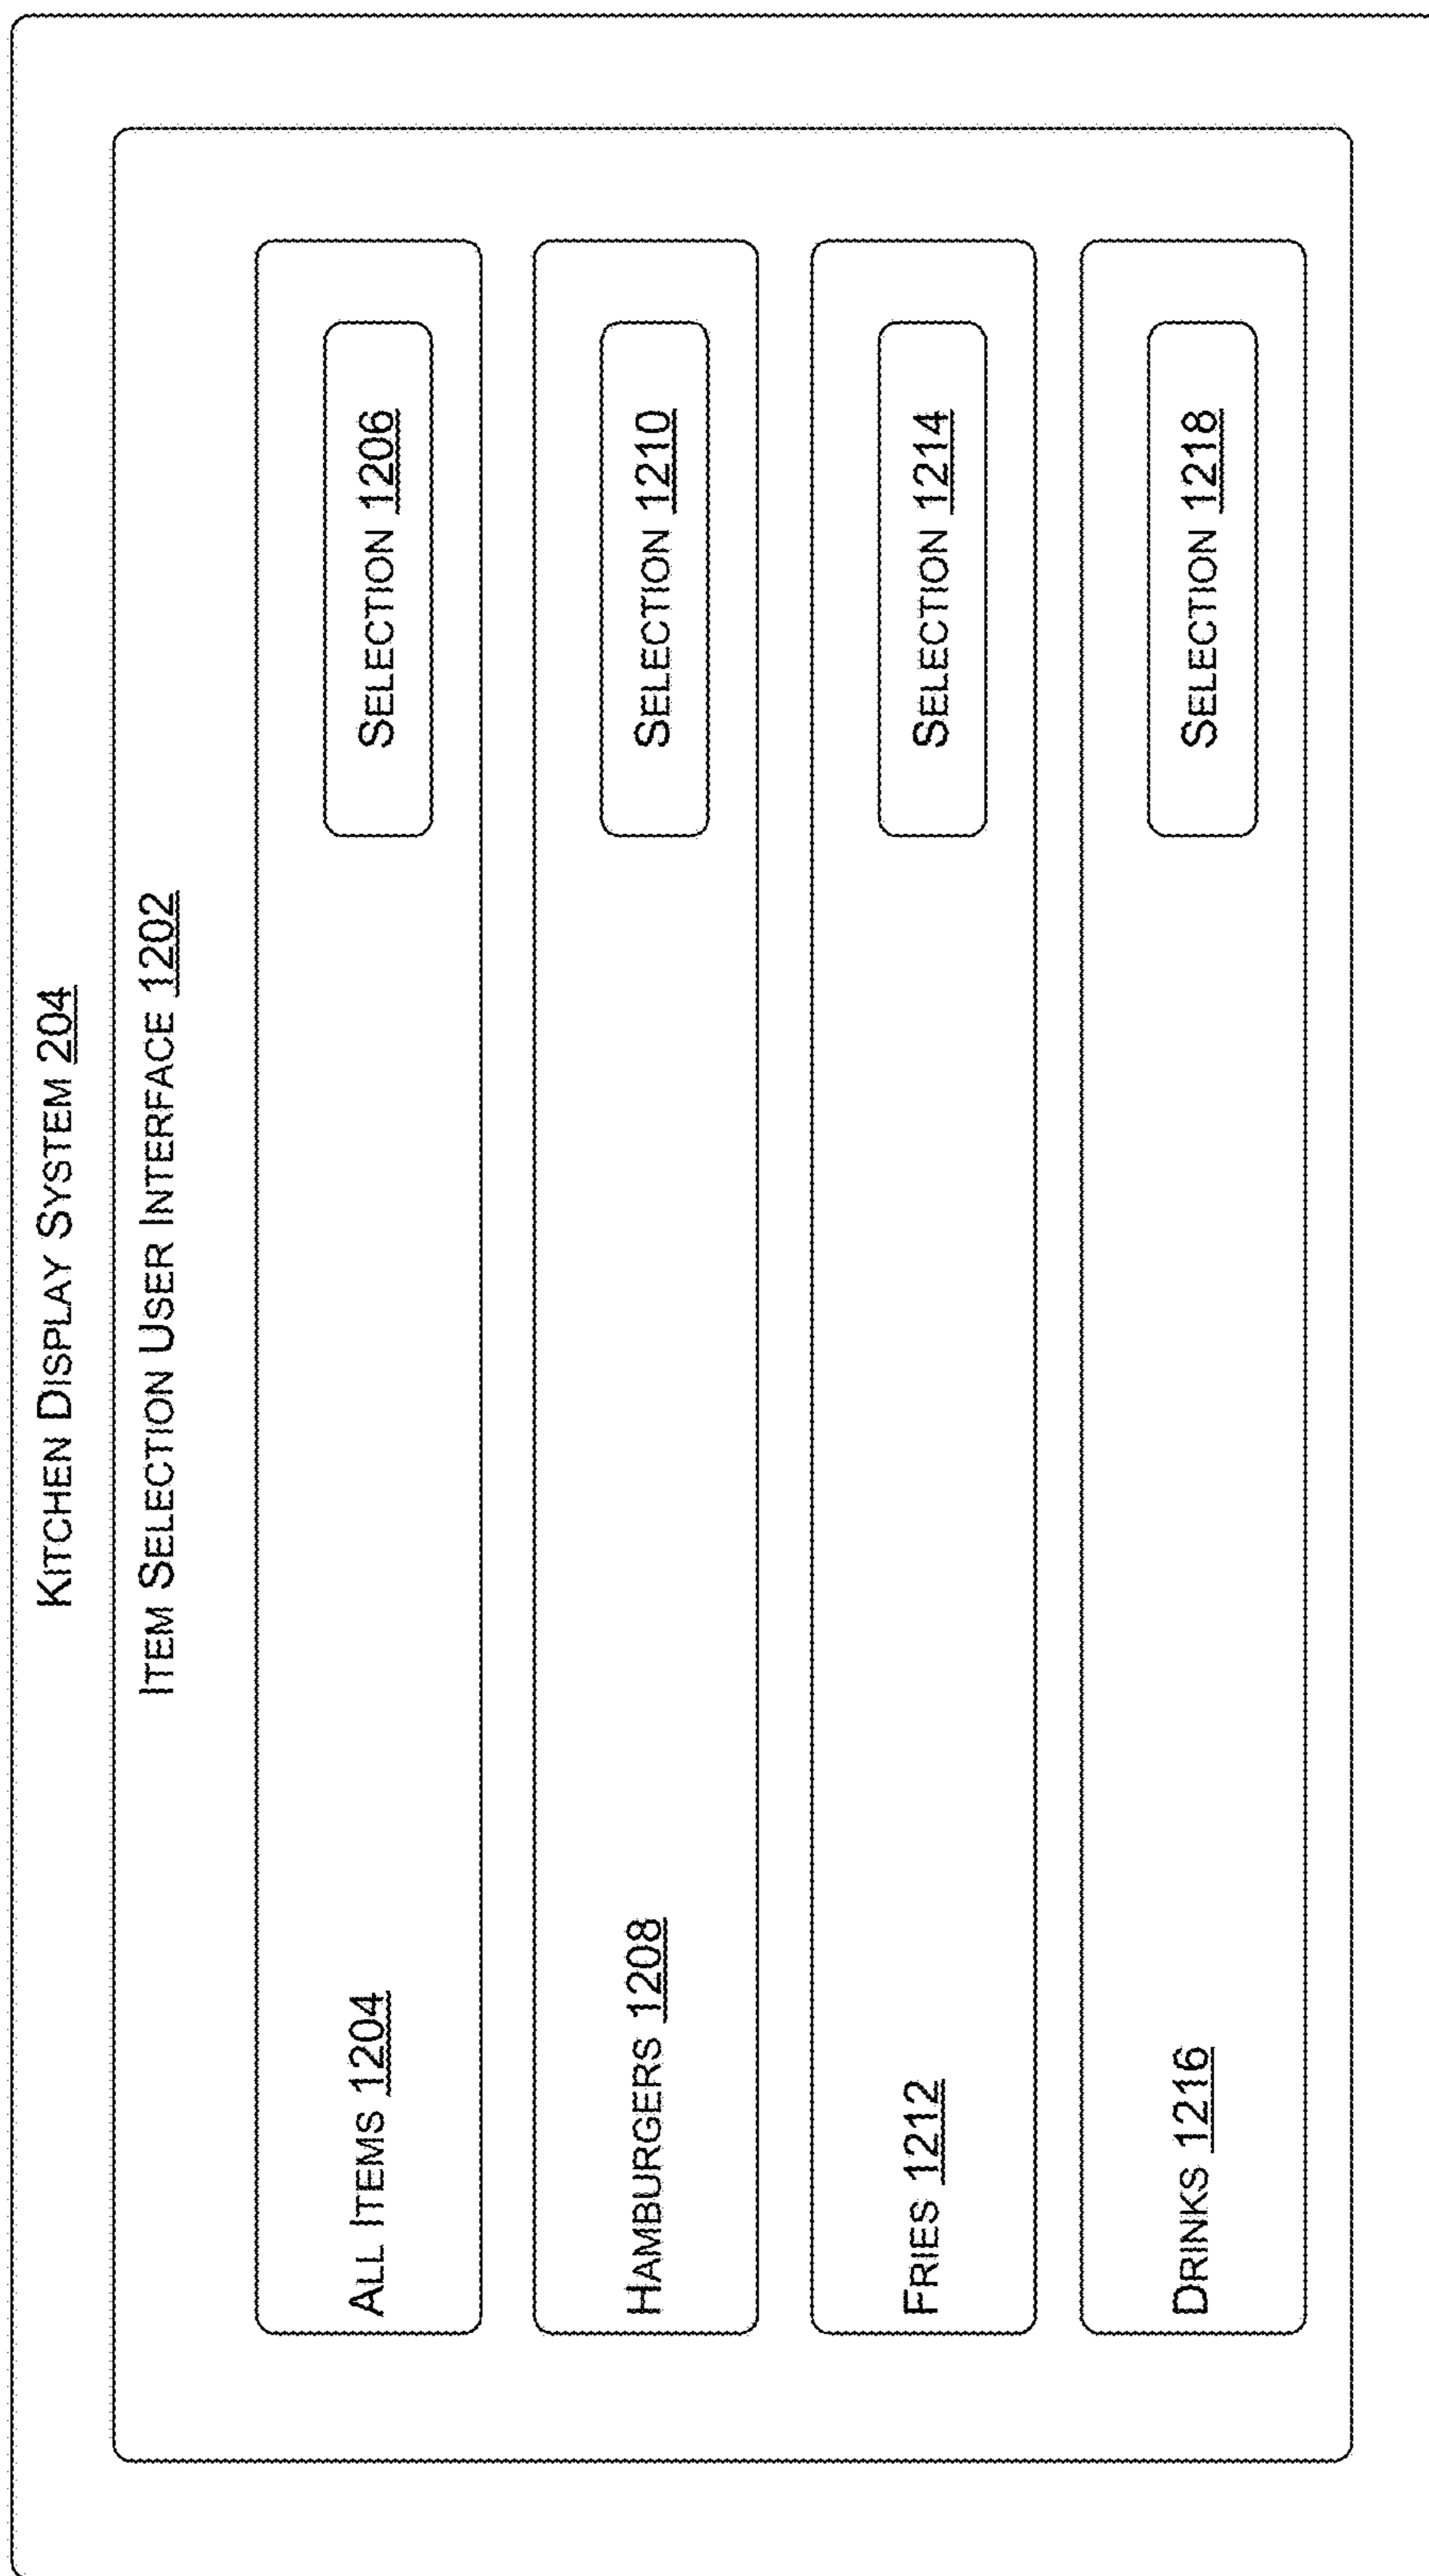 KITCHEN DISPLAY SYSTEM 204
ITEM SELECTION USER INTERFACE 1202
ALL ITEMS 1204
SELECTION 1206
HAMBURGERS 1208
SELECTION 1210
FRIES 1212
SELECTION 1214
DRINKS 1216
SELECTION 1218